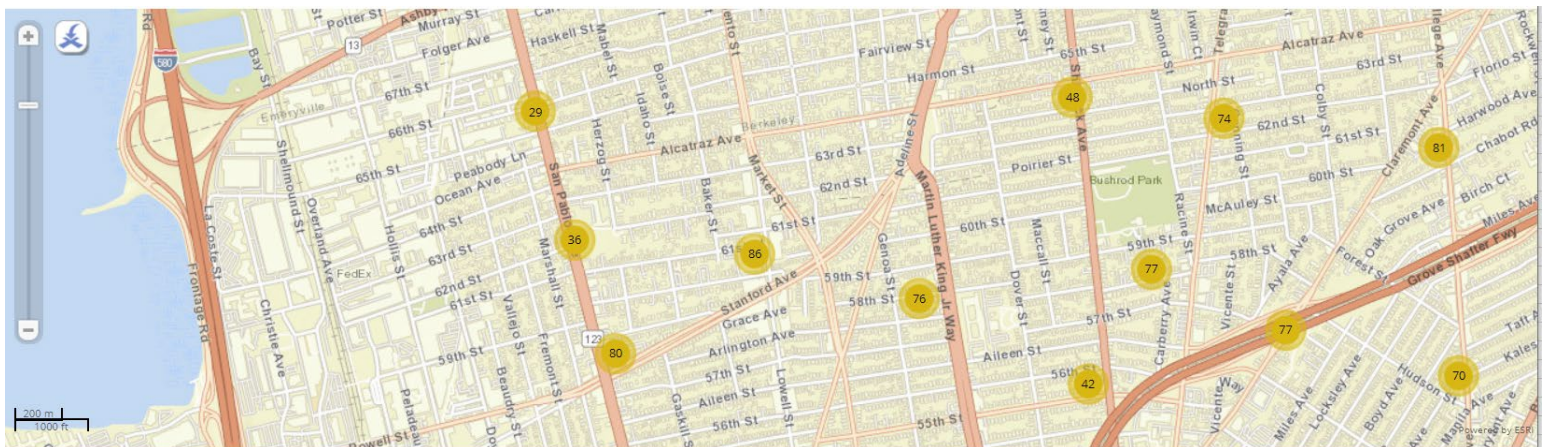 Potter St
Ashby
Murray St
Haskell St
Mabel St
Folger Ave
Bay St
13
580
67th St
66th St
65th St
Emeryville
Shellmound St
Peabody Ln
Ocean Ave
64th St
63rd St
62nd St
61st St
59th St
Overland Ave
Hollis St
La Coste St
Frontage Rd
Christie Ave
FedEx
Powell St
Peladeau
Beaudry St
Vallejo St
Fremont St
Marshall St
San Pablo
123
Herzog St
Idaho St
Boise St
Alcatraz Ave
Berkeley
Baker St
Market St
63rd St
62nd St
61st St
Stanford Ave
Grace Ave
Arlington Ave
57th St
Aileen St
56th St
Gaskill St
Lowell St
59th St
58th St
Genoa St
Adeline St
Martin Luther King Jr Way
55th St
Fairview St
Harmon St
65th St
Alcatraz Ave
Poirier St
60th St
Maccall St
Dover St
57th St
Aileen St
56th St
Bushrod Park
Racine St
59th St
58th St
Carberry Ave
Vicente St
Ayala Ave
McAuley St
60th St
61st St
62nd St
63rd St
North St
Irwin Ct
Colby St
Claremont Ave
Florio St
Harwood Ave
Chabot Rd
Birch Ct
Miles Ave
Oak Grove Ave
Forest St
Grove Shafter Fwy
Hudson St
Boyd Ave
Locksley Ave
Miles Ave
Manila Ave
Way
29
48
74
81
36
86
76
77
80
77
42
70
200 m
1000 ft
Powered by ESRI